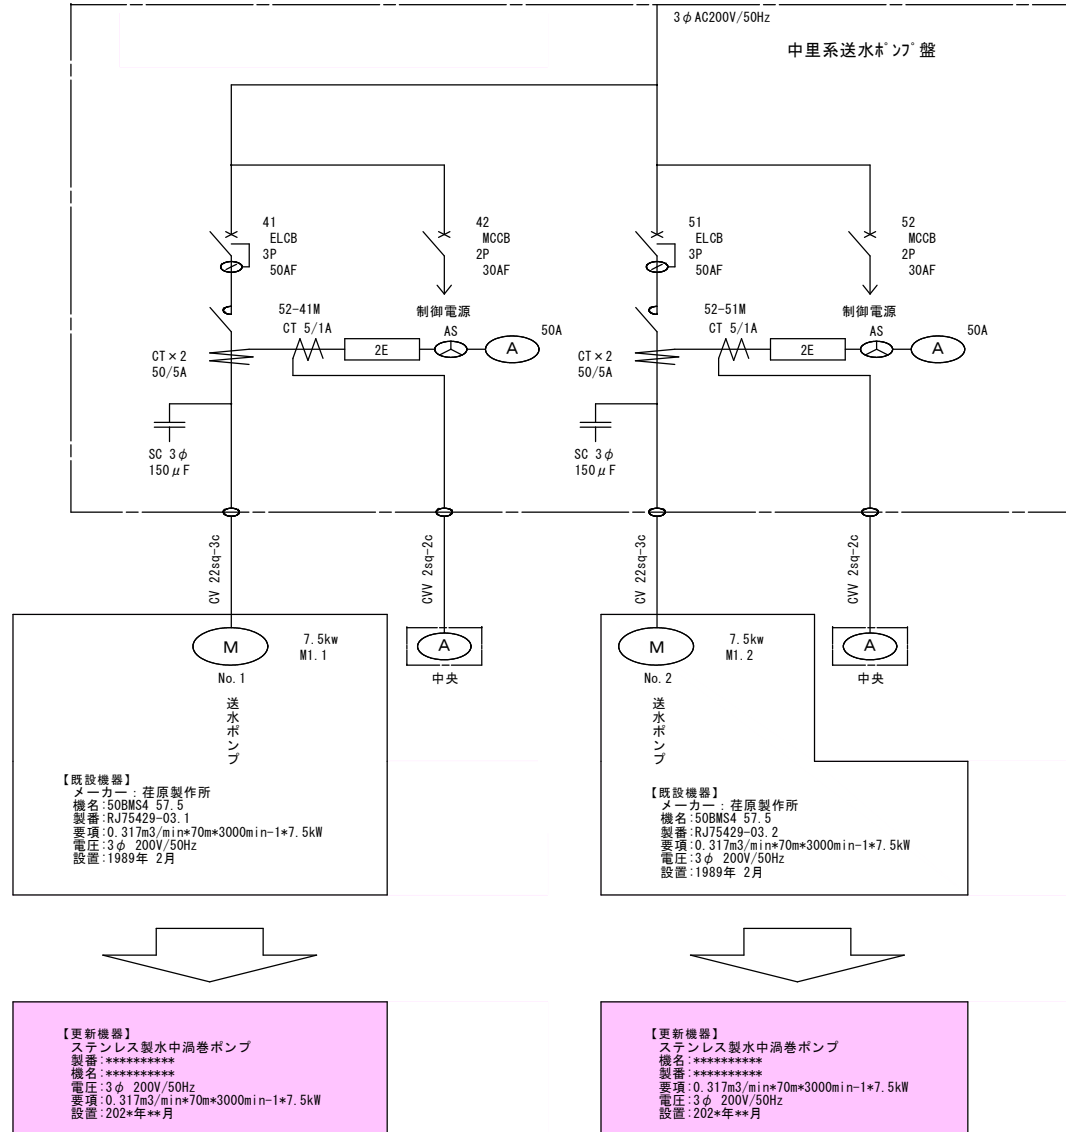 3φAC200V/50Hz
中里系送水ポンプ盤
41
ELCB
3P
50AF
42
MCCB
2P
30AF
51
ELCB
3P
50AF
52
MCCB
2P
30AF
52-41M
CT 5/1A
制御電源
AS
50A
2E
A
CT×2
50/5A
52-51M
CT 5/1A
制御電源
AS
50A
2E
A
CT×2
50/5A
SC 3φ
150μF
SC 3φ
150μF
CV 22sq-3c
CVV 2sq-2c
CV 22sq-3c
CVV 2sq-2c
M
7.5kw
M1.1
A
中央
No.1
送水ポンプ
M
7.5kw
M1.2
A
中央
No.2
送水ポンプ
【既設機器】
メーカー：荏原製作所
機名:50BMS4 57.5
製番:RJ75429-03.1
要項:0.317m3/min*70m*3000min-1*7.5kW
電圧:3φ 200V/50Hz
設置:1989年 2月
【既設機器】
メーカー：荏原製作所
機名:50BMS4 57.5
製番:RJ75429-03.2
要項:0.317m3/min*70m*3000min-1*7.5kW
電圧:3φ 200V/50Hz
設置:1989年 2月
【更新機器】
ステンレス製水中渦巻ポンプ
製番:**********
機名:**********
電圧:3φ 200V/50Hz
要項:0.317m3/min*70m*3000min-1*7.5kW
設置:202*年**月
【更新機器】
ステンレス製水中渦巻ポンプ
機名:**********
製番:**********
要項:0.317m3/min*70m*3000min-1*7.5kW
電圧:3φ 200V/50Hz
設置:202*年**月